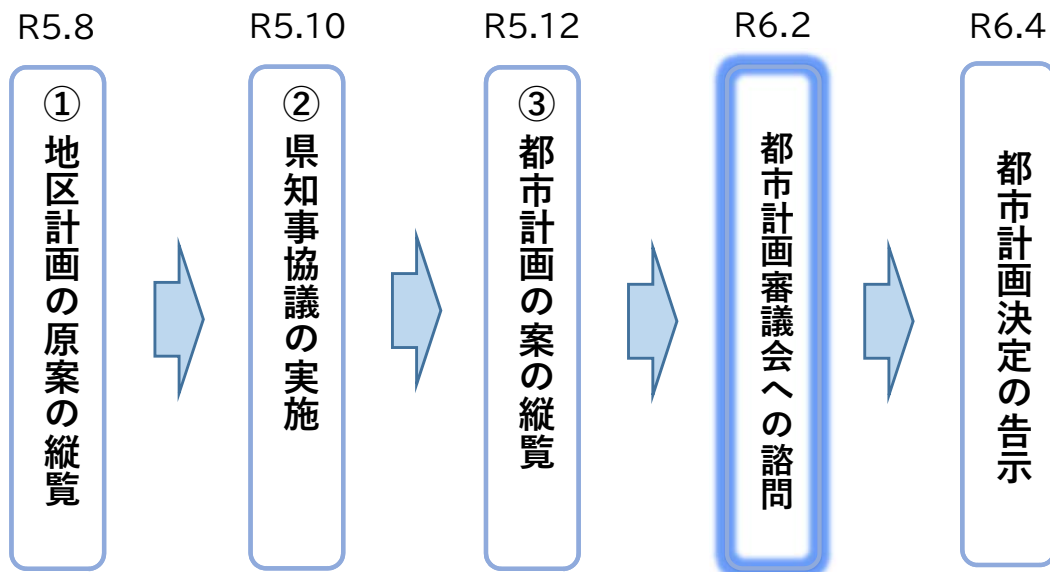 R5.8
①地区計画の原案の縦覧
R5.10
②県知事協議の実施
R5.12
③都市計画の案の縦覧
R6.2
都市計画審議会への諮問
R6.4
都市計画決定の告示